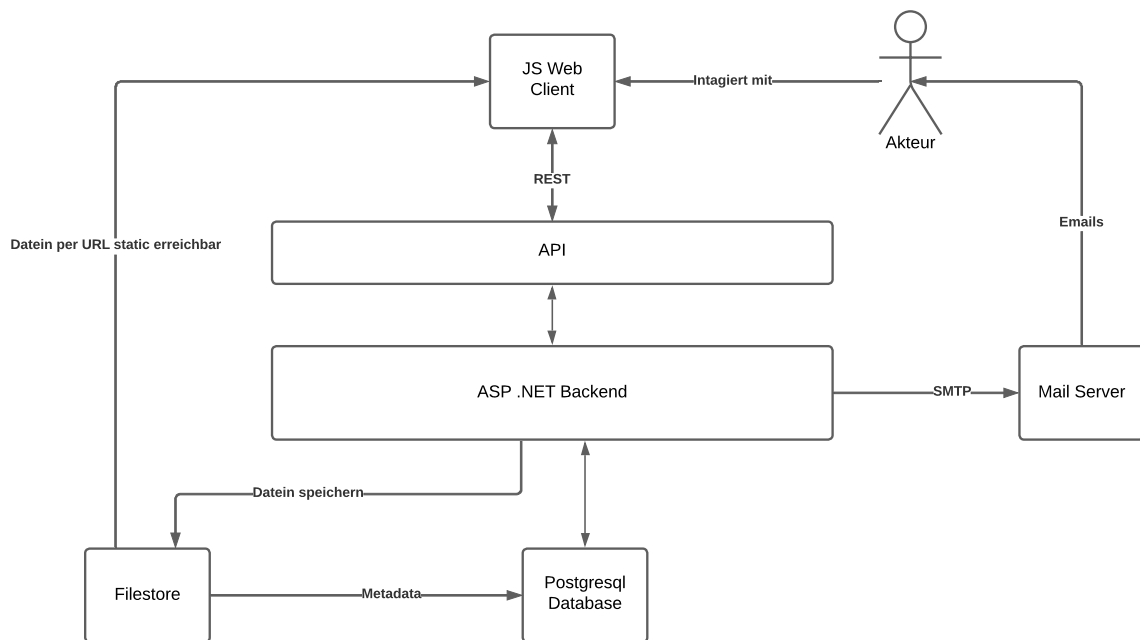 JS Web
Client
Intagiert mit
Akteur
REST
Emails
Datein per URL static erreichbar
API
ASP .NET Backend
SMTP
Mail Server
Datein speichern
Filestore
Metadata
Postgresql
Database